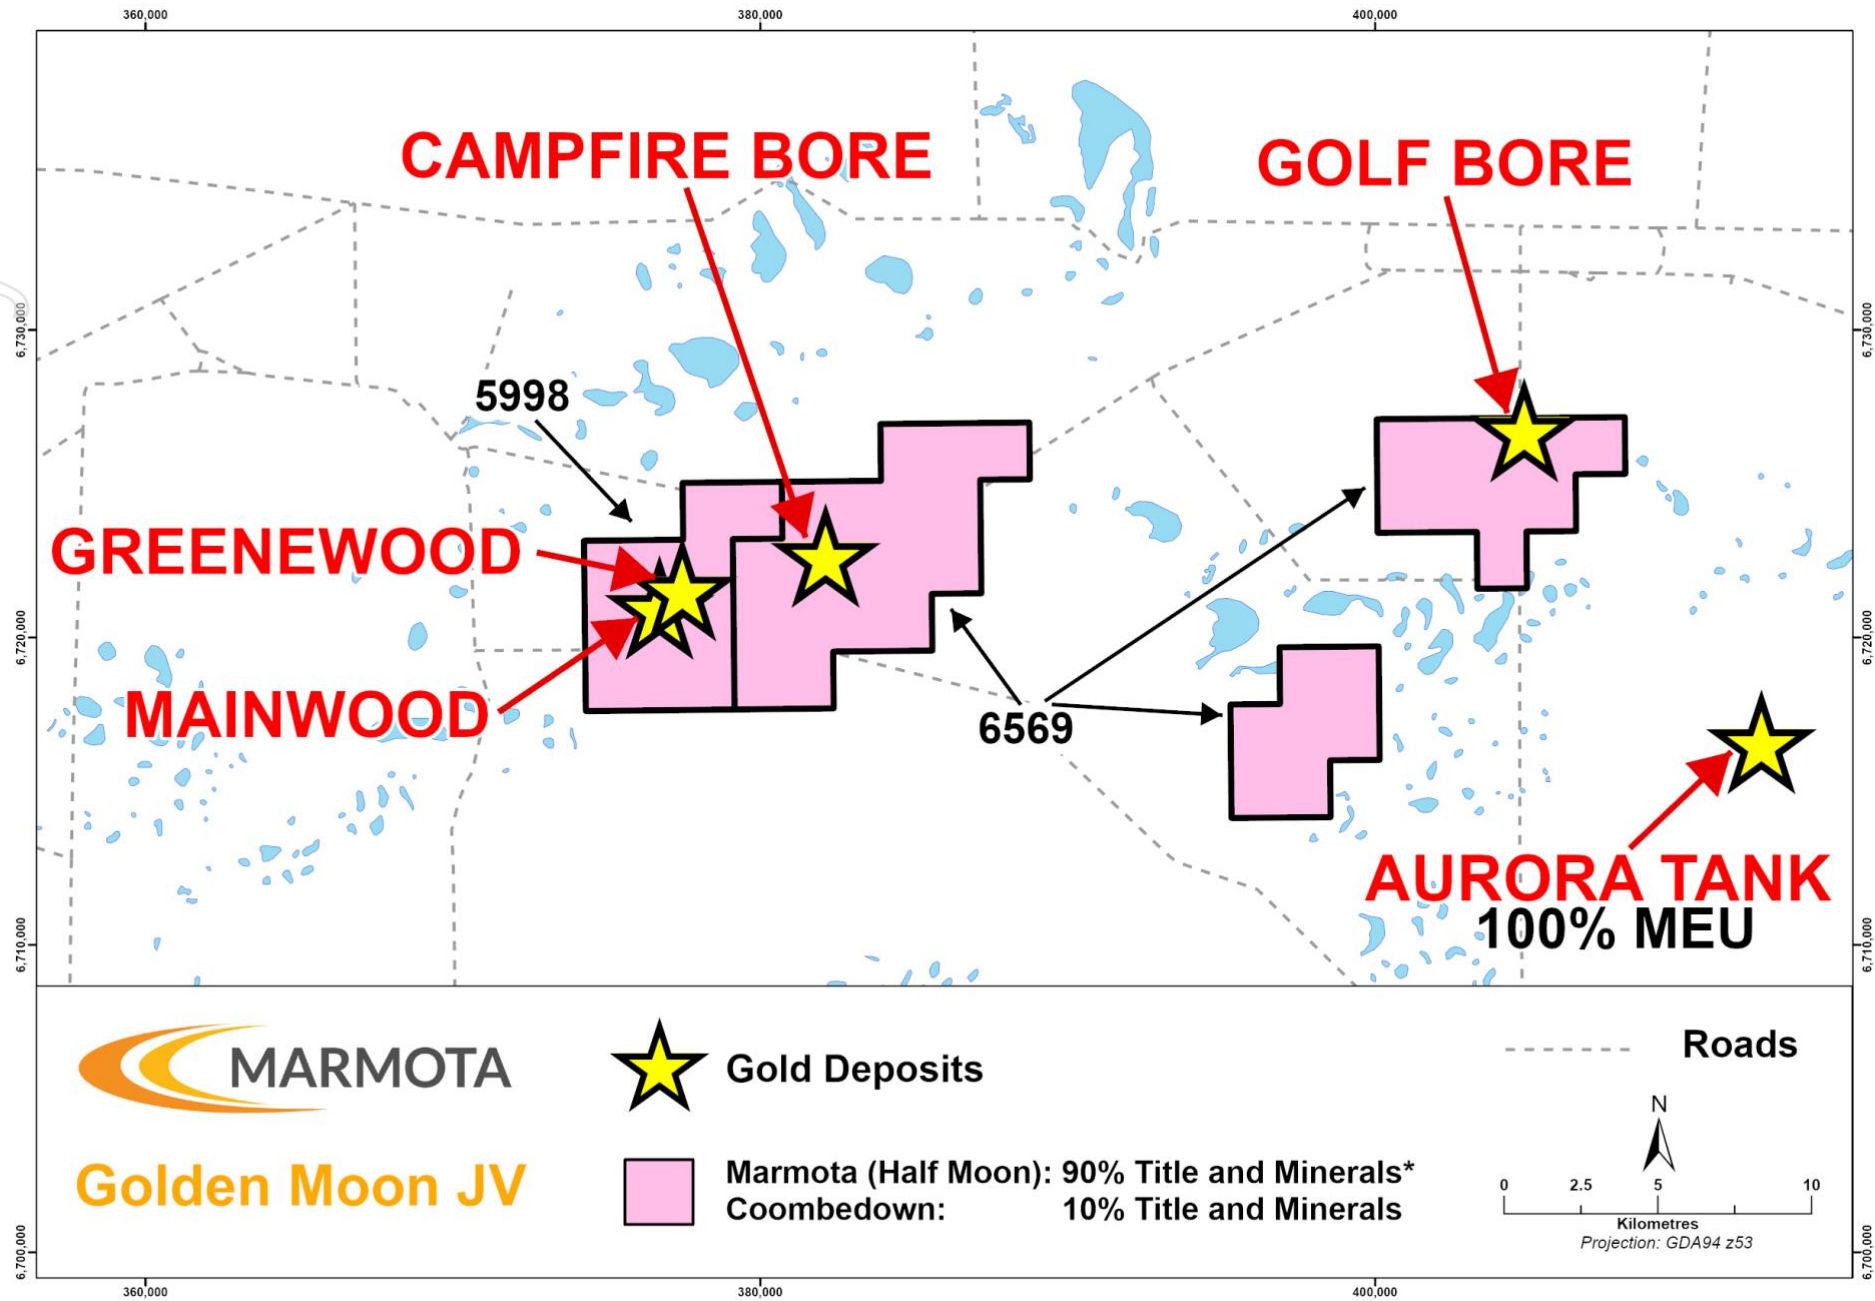 360,000
380,000
400,000
CAMPFIRE BORE
GOLF BORE
6,730,000
6,730,000
5998
GREENEWOOD
6,720,000
6,720,000
MAINWOOD
6569
AURORA TANK
100% MEU
6,710,000
6,710,000
MARMOTA
Golden Moon JV
Gold Deposits
Marmota (Half Moon): 90% Title and Minerals*
Coombedown: 10% Title and Minerals
Roads
N
0 2.5 5 10
Kilometres
Projection: GDA94 z53
6,700,000
6,700,000
360,000
380,000
400,000